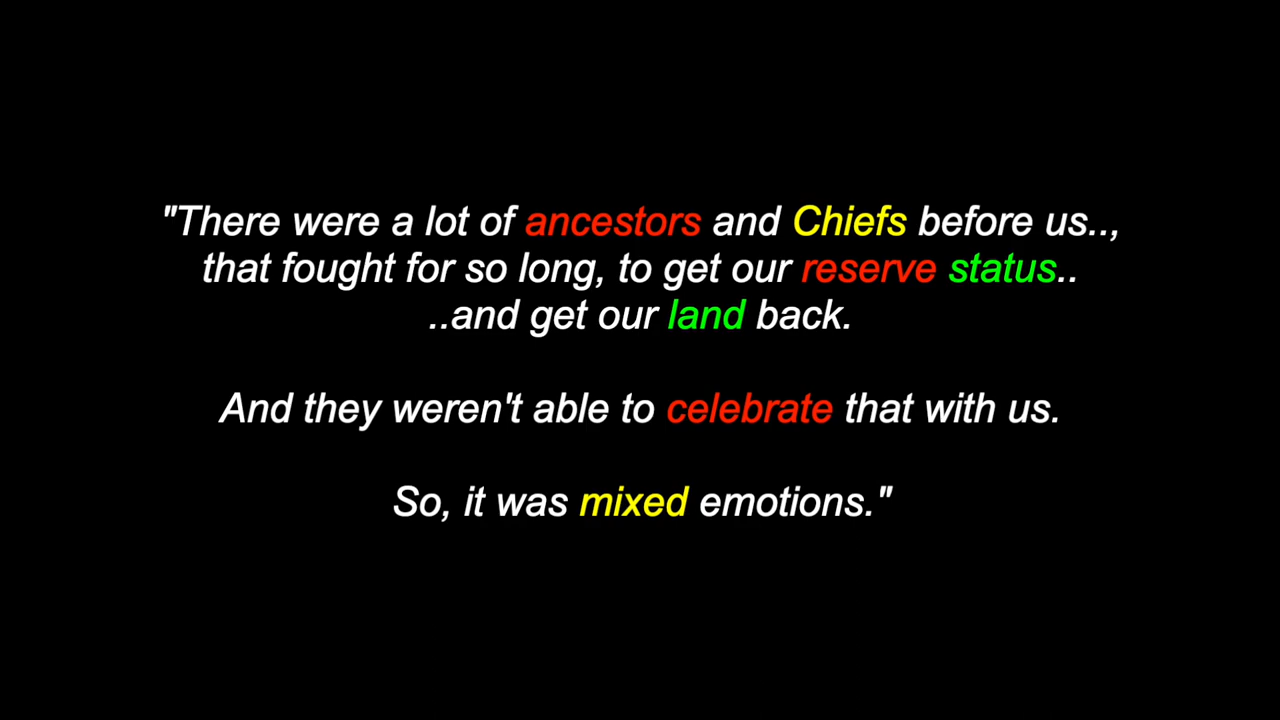 "There were a lot of ancestors and Chiefs before us..,
that fought for so long, to get our reserve status..
..and get our land back.
And they weren't able to celebrate that with us.
So, it was mixed emotions."